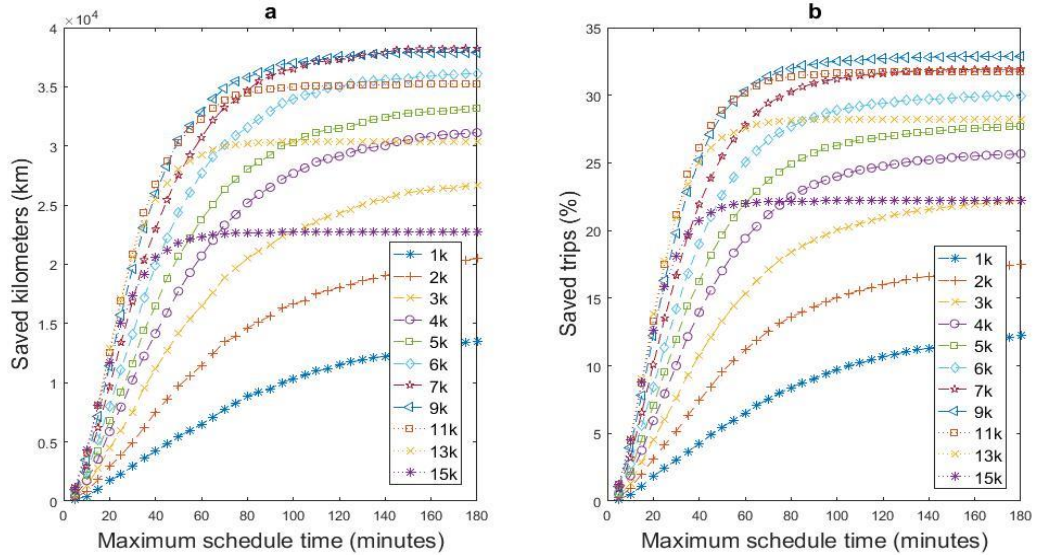 a
×10⁴
4
3.5
3
2.5
2
1.5
1
0.5
0
Saved kilometers (km)
0 20 40 60 80 100 120 140 160 180
Maximum schedule time (minutes)
1k
2k
3k
4k
5k
6k
7k
9k
11k
13k
15k
b
35
30
25
20
15
10
5
0
Saved trips (%)
0 20 40 60 80 100 120 140 160 180
Maximum schedule time (minutes)
1k
2k
3k
4k
5k
6k
7k
9k
11k
13k
15k